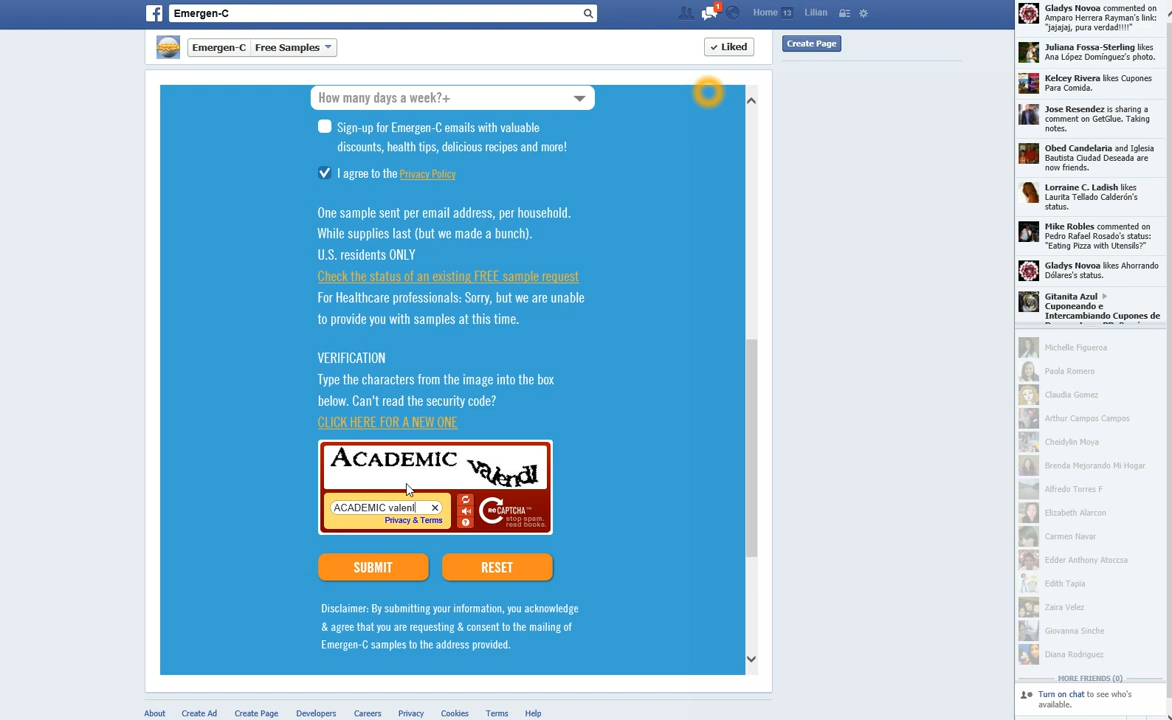 Emergen-C
1
Home 13 Lilian
Emergen-C Free Samples
Liked
Create Page
How many days a week?+
Sign-up for Emergen-C emails with valuable
discounts, health tips, delicious recipes and more!
I agree to the Privacy Policy
One sample sent per email address, per household.
While supplies last (but we made a bunch).
U.S. residents ONLY
Check the status of an existing FREE sample request
For Healthcare professionals: Sorry, but we are unable
to provide you with samples at this time.
VERIFICATION
Type the characters from the image into the box
below. Can't read the security code?
CLICK HERE FOR A NEW ONE
ACADEMIC
ACADEMIC valenl
Privacy & Terms
reCAPTCHA™
stop spam.
read books.
SUBMIT RESET
Disclaimer: By submitting your information, you acknowledge
& agree that you are requesting & consent to the mailing of
Emergen-C samples to the address provided.
About Create Ad Create Page Developers Careers Privacy Cookies Terms Help
Gladys Novoa commented on
Amparo Herrera Rayman's link:
"jajajaj, pura verdad!!!!"
Juliana Fossa-Sterling likes
Ana López Domínguez's photo.
Kelcey Rivera likes Cupones
Para Comida.
Jose Resendez is sharing a
comment on GetGlue. Taking
notes.
Obed Candelaria and Iglesia
Bautista Ciudad Deseada are
now friends.
Lorraine C. Ladish likes
Laurita Tellado Calderón's
status.
Mike Robles commented on
Pedro Rafael Rosado's status:
"Eating Pizza with Utensils?"
Gladys Novoa likes Ahorrando
Dólares's status.
Gitanita Azul
Cuponeando e
Intercambiando Cupones de
Michelle Figueroa
Paola Romero
Claudia Gomez
Arthur Campos Campos
Cheidylin Moya
Brenda Mejorando Mi Hogar
Alfredo Torres F
Elizabeth Alarcon
Carmen Navar
Edder Anthony Atoccsa
Edith Tapia
Zaira Velez
Giovanna Sinche
Diana Rodriguez
MORE FRIENDS (0)
Turn on chat to see who's
available.